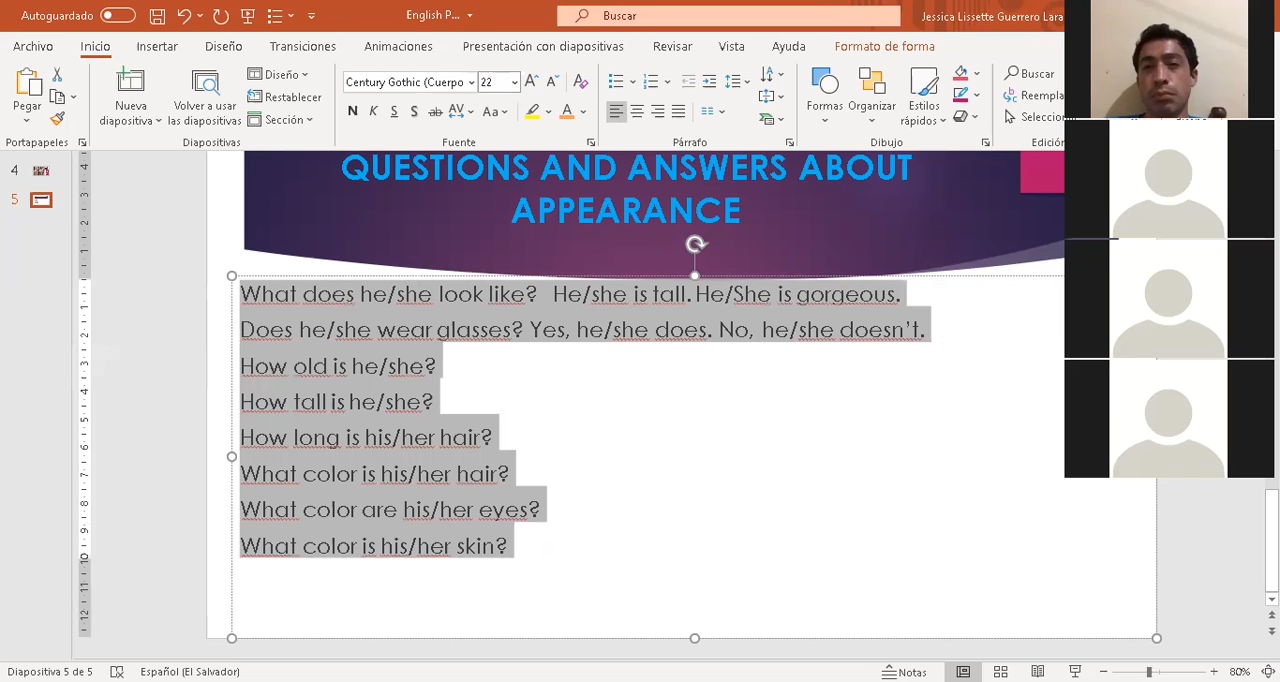 Autoguardado
English P...
Buscar
Jessica Lissette Guerrero Lara
Archivo Inicio Insertar Diseño Transiciones Animaciones Presentación con diapositivas Revisar Vista Ayuda Formato de forma
Pegar
Portapapeles
Nueva diapositiva
Volver a usar las diapositivas
Diseño
Restablecer
Sección
Diapositivas
Century Gothic (Cuerpo
22
N K S S ab AV Aa A
Fuente
Párrafo
Formas
Organizar
Estilos rápidos
Dibujo
Buscar
Reempla
Seleccion
Edición
4
5
QUESTIONS AND ANSWERS ABOUT
APPEARANCE
What does he/she look like? He/she is tall. He/She is gorgeous.
Does he/she wear glasses? Yes, he/she does. No, he/she doesn't.
How old is he/she?
How tall is he/she?
How long is his/her hair?
What color is his/her hair?
What color are his/her eyes?
What color is his/her skin?
Diapositiva 5 de 5
Español (El Salvador)
Notas
80%